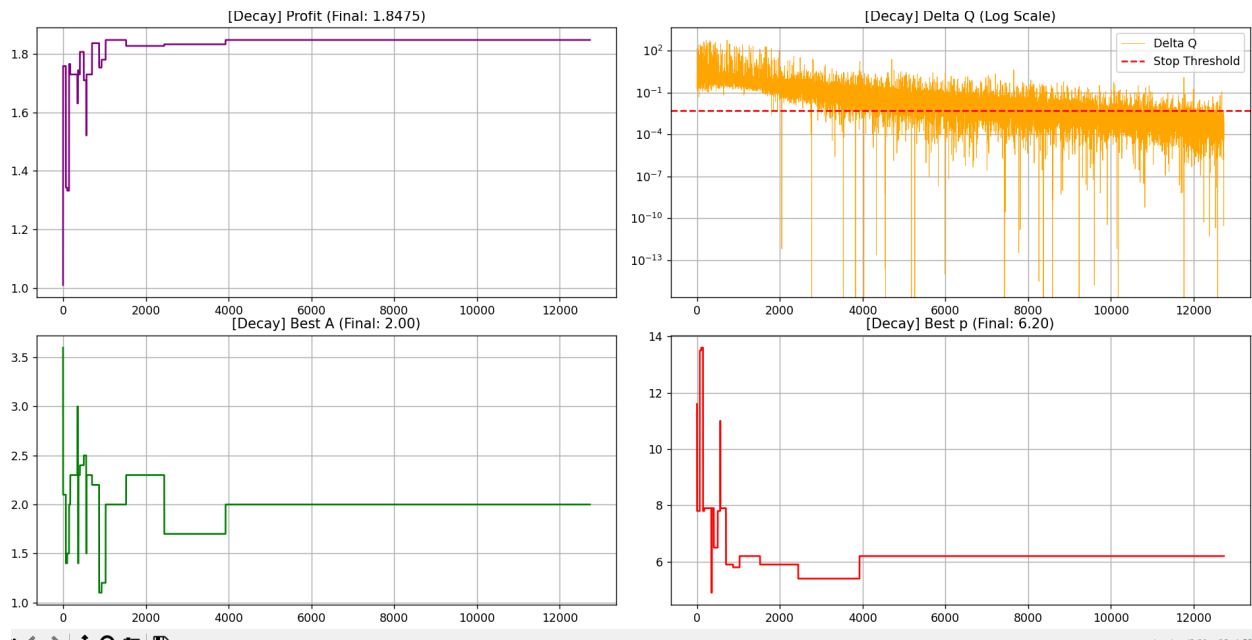 [Decay] Profit (Final: 1.8475)
1.8
1.6
1.4
1.2
1.0
0 2000 4000 6000 8000 10000 12000
[Decay] Delta Q (Log Scale)
Delta Q
Stop Threshold
10²
10⁻¹
10⁻⁴
10⁻⁷
10⁻¹⁰
10⁻¹³
0 2000 4000 6000 8000 10000 12000
[Decay] Best A (Final: 2.00)
3.5
3.0
2.5
2.0
1.5
1.0
0 2000 4000 6000 8000 10000 12000
[Decay] Best p (Final: 6.20)
14
12
10
8
6
0 2000 4000 6000 8000 10000 12000